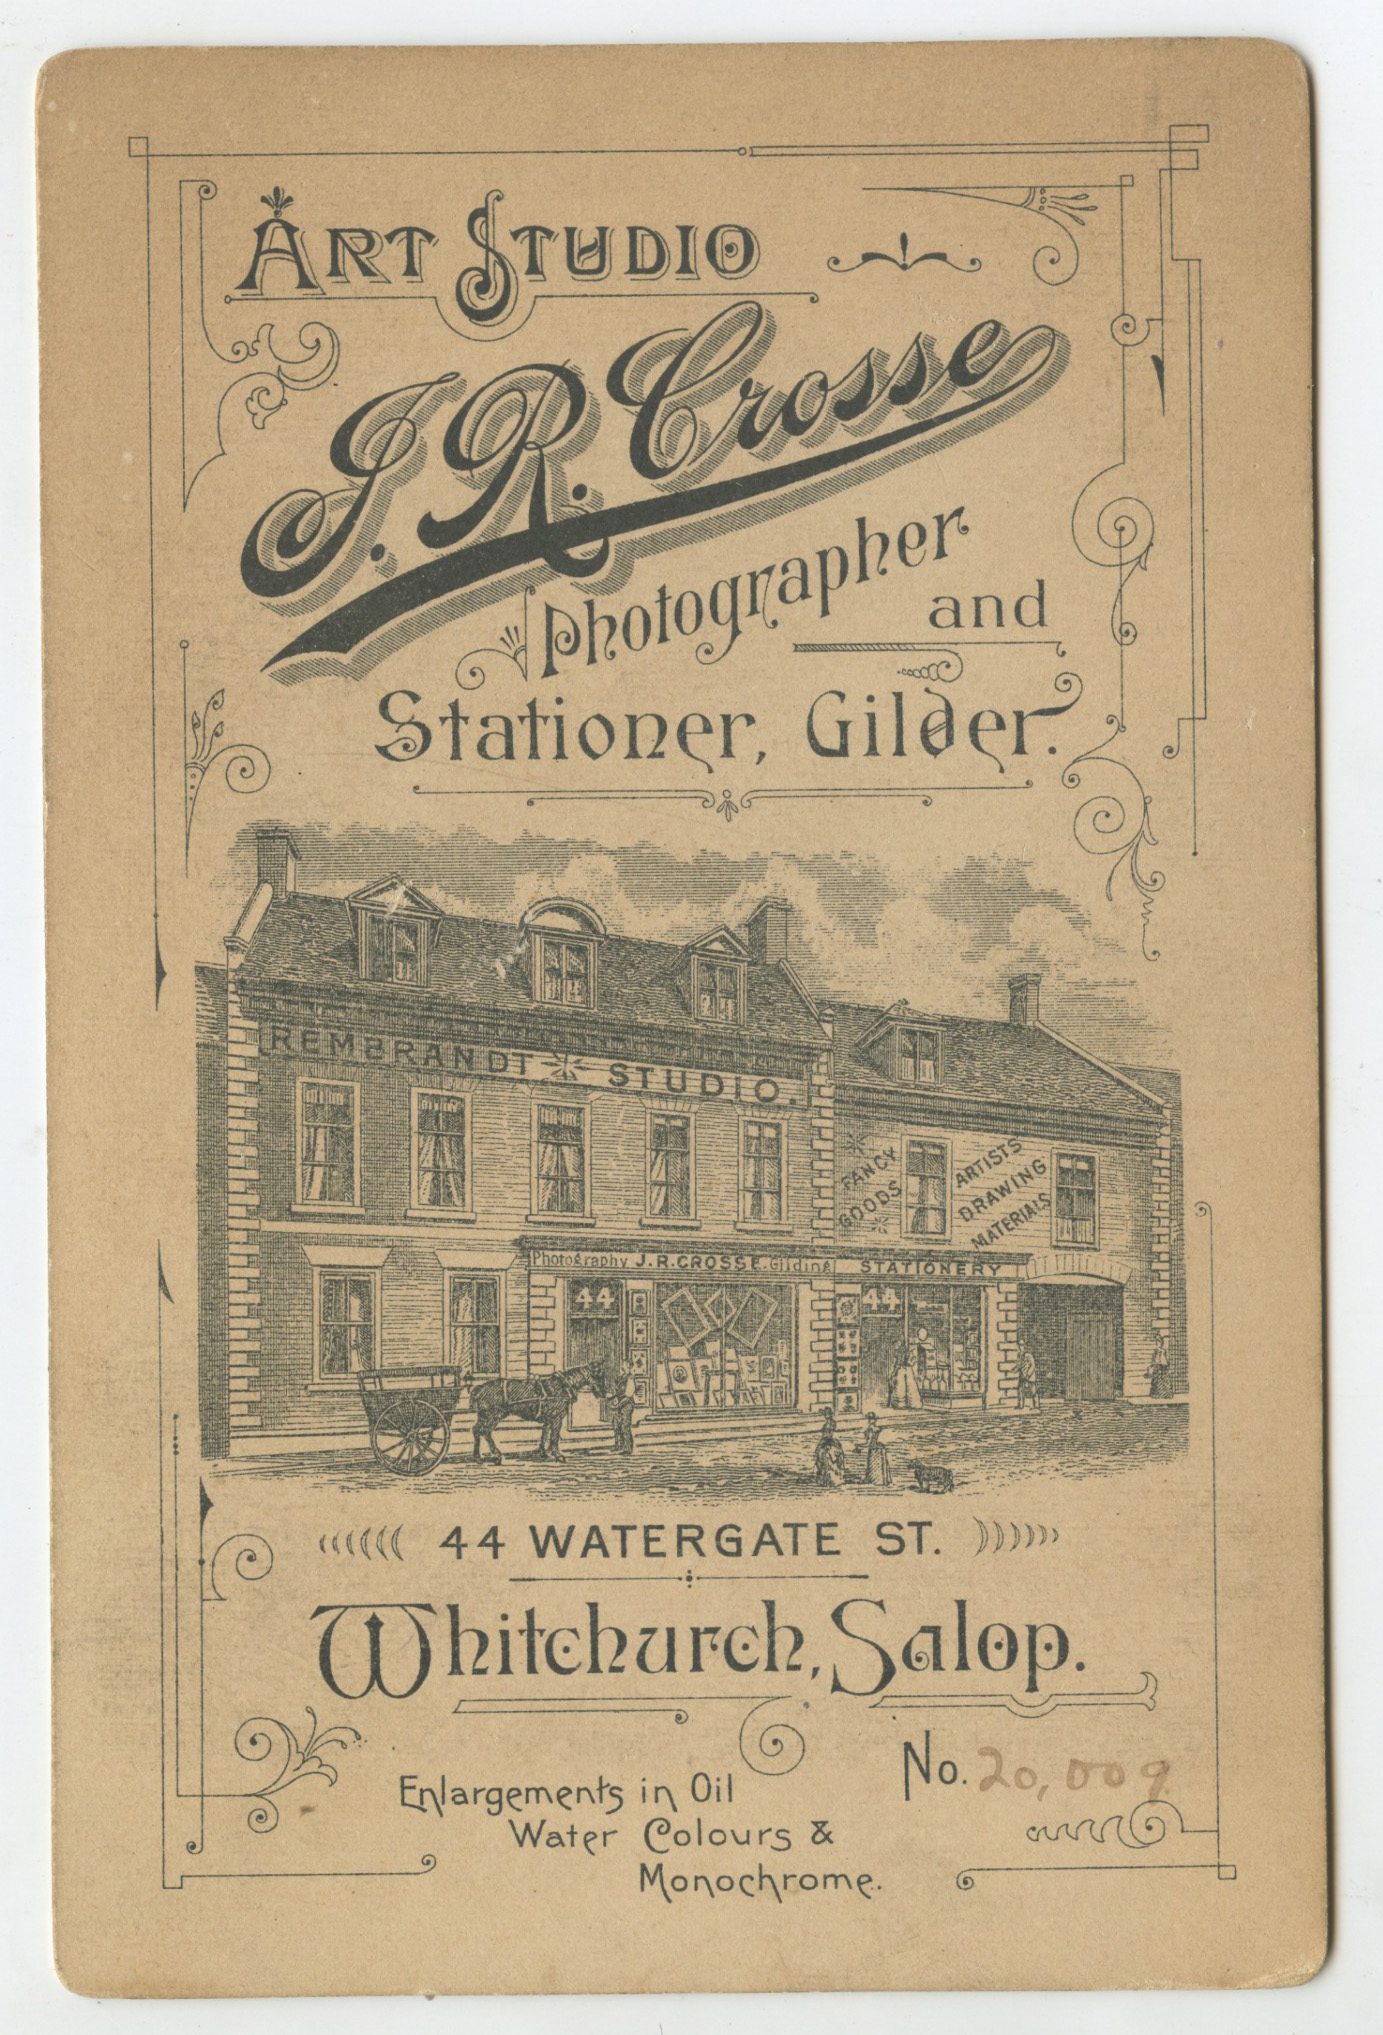 ART STUDIO
J. R. Crosse
Photographer
and
Stationer, Gilder.
REMBRANDT STUDIO.
FANCY
GOODS
ARTISTS
DRAWING
MATERIALS
Photography J.R.CROSSE. Gilding
STATIONERY
44
44
44 WATERGATE ST.
Whitchurch, Salop.
No. 20,009
Enlargements in Oil
Water Colours &
Monochrome.